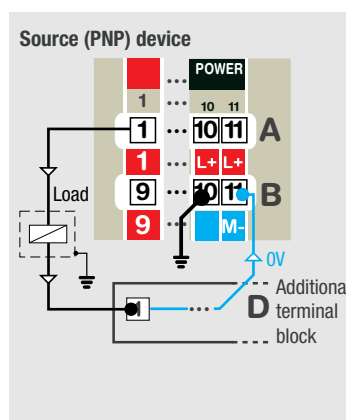 Source (PNP) device
POWER
1 ... 10 11
1 ... 10 11 A
1 L+ L+
9 ... 10 11 B
Load
9 M-
0V
Additiona
1 ... D terminal
block